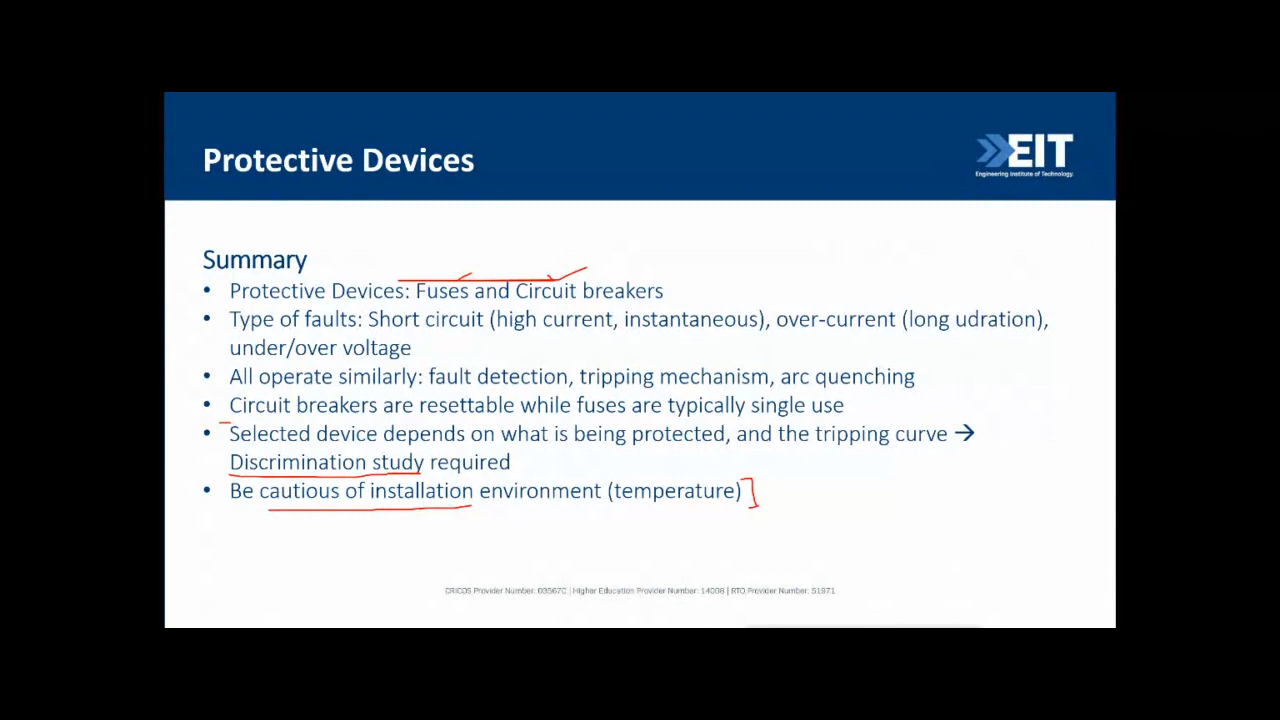 Protective Devices
EIT
Engineering Institute of Technology
Summary
• Protective Devices: Fuses and Circuit breakers
• Type of faults: Short circuit (high current, instantaneous), over-current (long udration),
under/over voltage
• All operate similarly: fault detection, tripping mechanism, arc quenching
• Circuit breakers are resettable while fuses are typically single use
• Selected device depends on what is being protected, and the tripping curve →
Discrimination study required
• Be cautious of installation environment (temperature)
CRICOS Provider Number: 03567C | Higher Education Provider Number: 14008 | RTO Provider Number: 51971